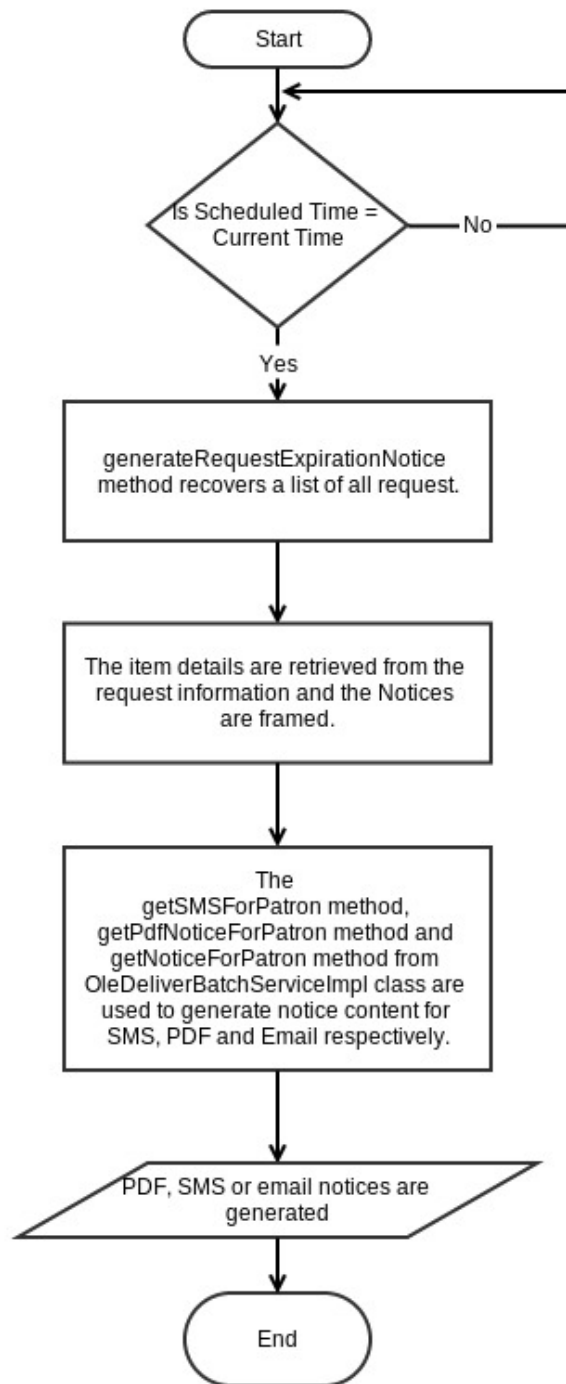 Start
Is Scheduled Time =
Current Time
No
Yes
generateRequestExpirationNotice
method recovers a list of all request.
The item details are retrieved from the
request information and the Notices
are framed.
The
getSMSForPatron method,
getPdfNoticeForPatron method and
getNoticeForPatron method from
OleDeliverBatchServiceImpl class are
used to generate notice content for
SMS, PDF and Email respectively.
PDF, SMS or email notices are
generated
End